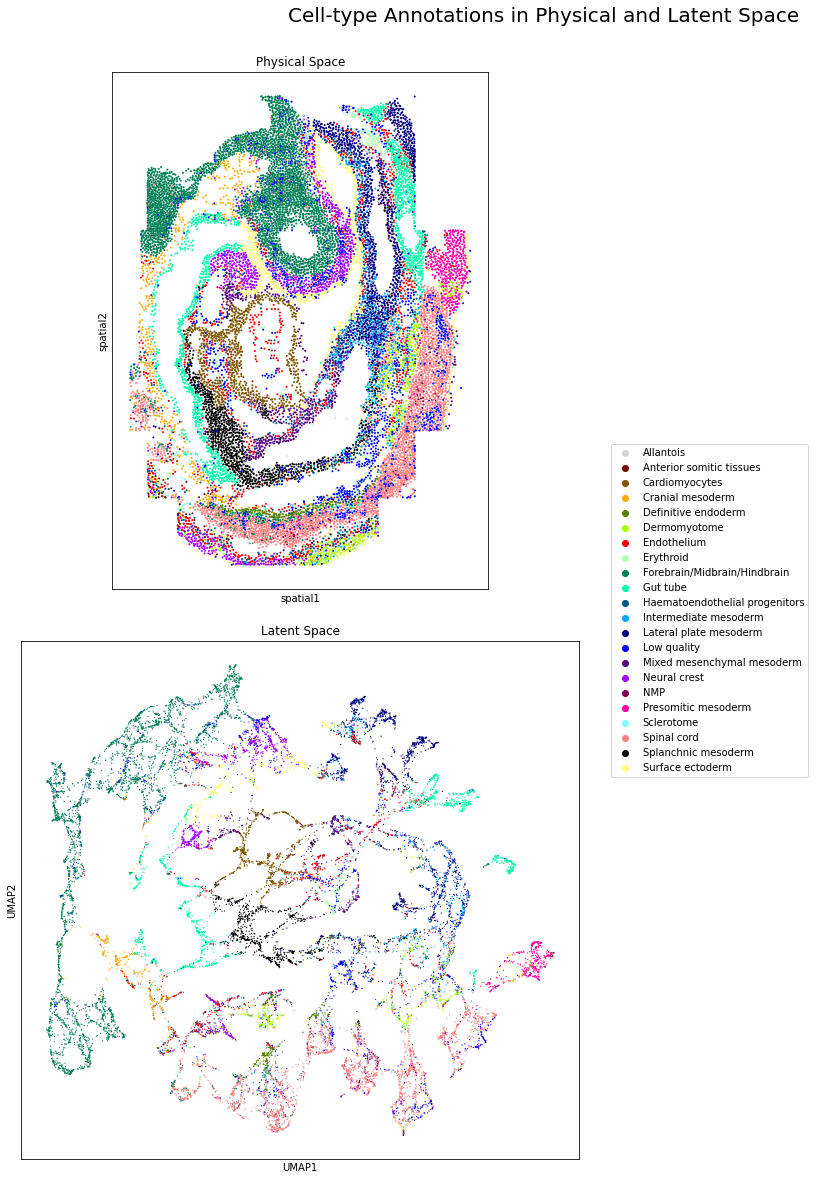 Cell-type Annotations in Physical and Latent Space
Physical Space
spatial2
spatial1
Allantois
Anterior somitic tissues
Cardiomyocytes
Cranial mesoderm
Definitive endoderm
Dermomyotome
Endothelium
Erythroid
Forebrain/Midbrain/Hindbrain
Gut tube
Haematoendothelial progenitors
Intermediate mesoderm
Lateral plate mesoderm
Low quality
Mixed mesenchymal mesoderm
Neural crest
NMP
Presomitic mesoderm
Sclerotome
Spinal cord
Splanchnic mesoderm
Surface ectoderm
Latent Space
UMAP2
UMAP1